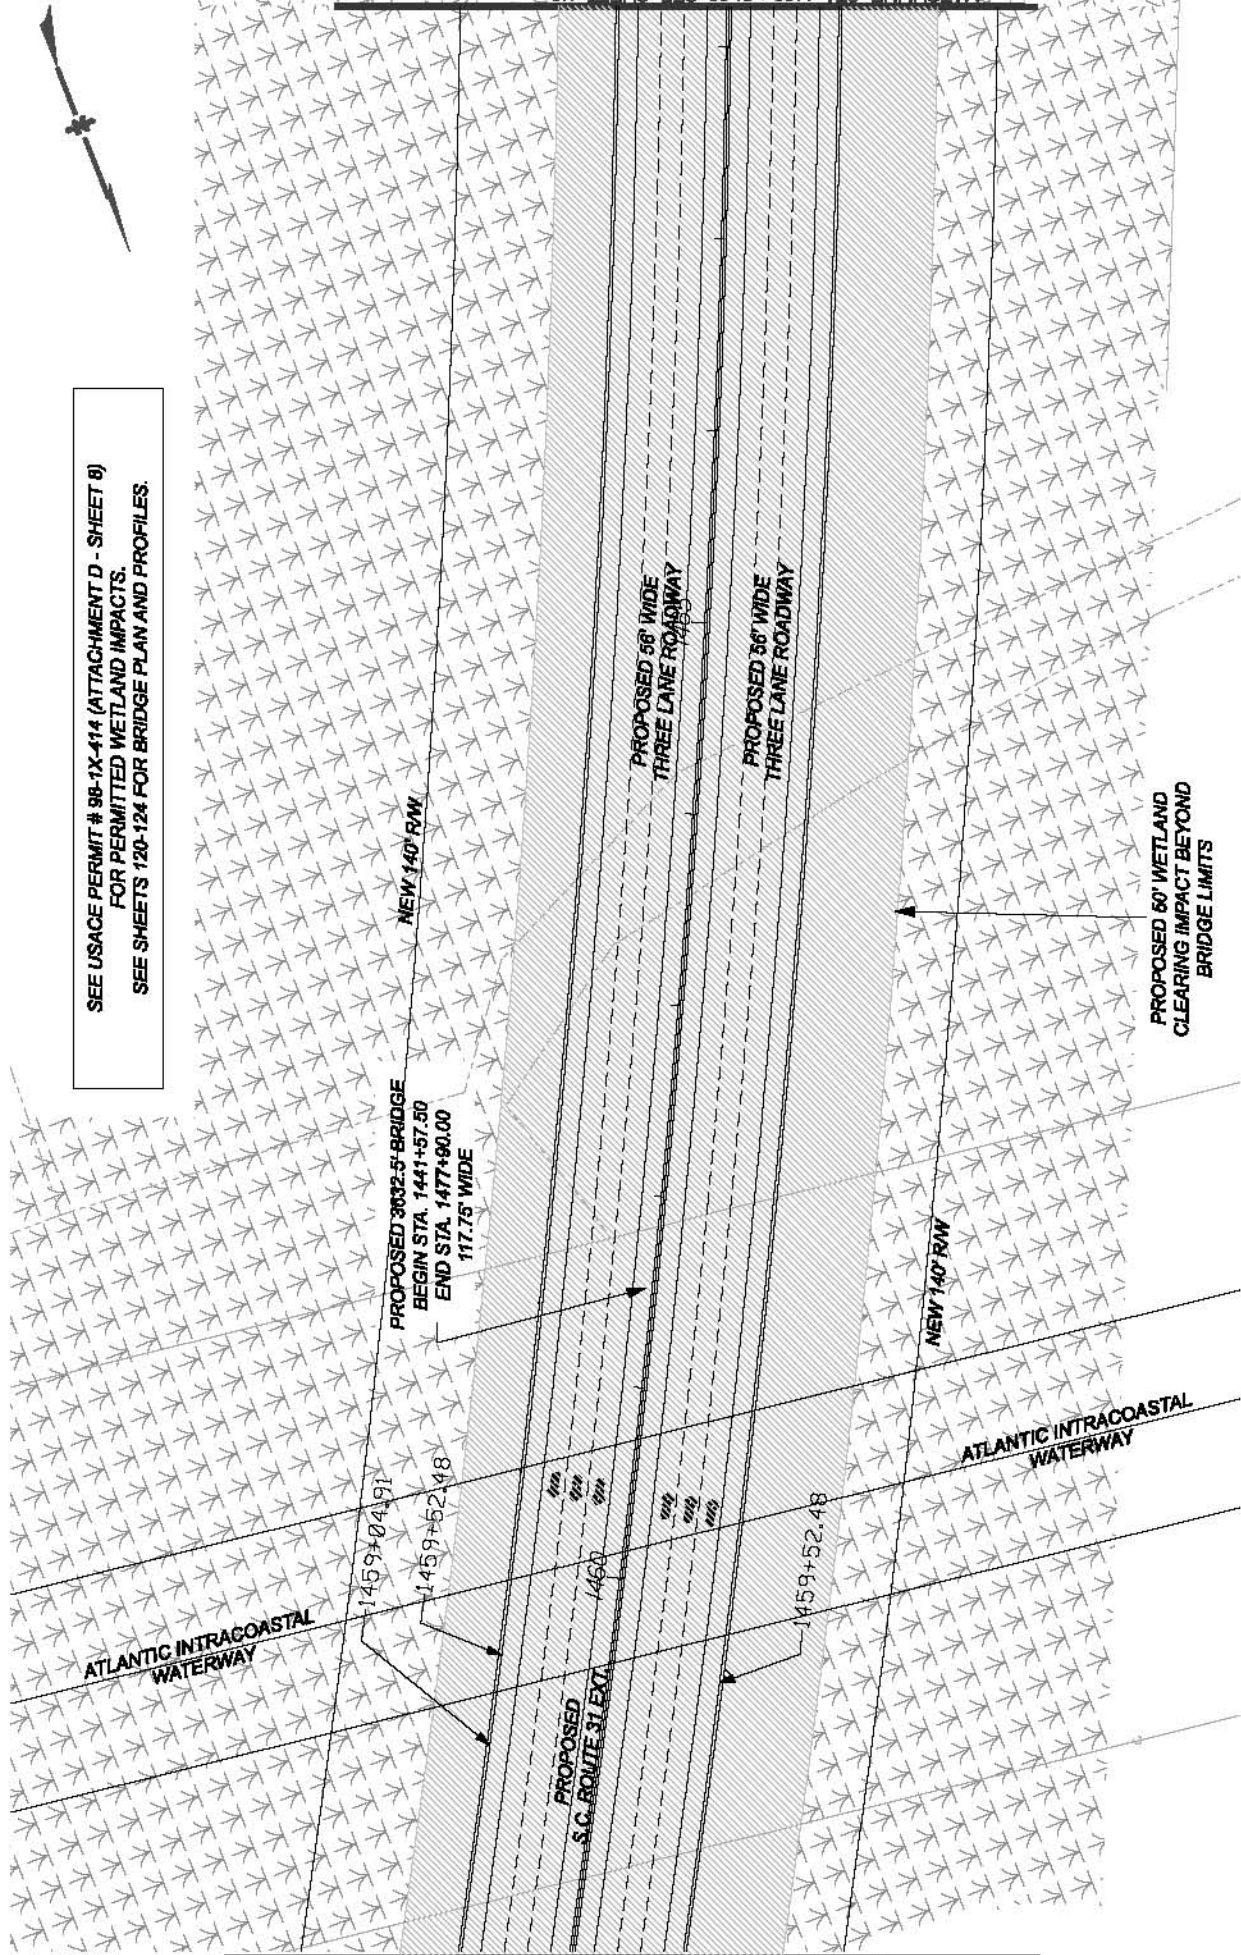 SEE USACE PERMIT # 98-1X-414 (ATTACHMENT D - SHEET 8)
FOR PERMITTED WETLAND IMPACTS.
SEE SHEETS 120-124 FOR BRIDGE PLAN AND PROFILES.
NEW 140' R/W
PROPOSED 3632.5' BRIDGE
BEGIN STA. 1441+57.50
END STA. 1477+90.00
117.75' WIDE
PROPOSED 56' WIDE
THREE LANE ROADWAY
PROPOSED 56' WIDE
THREE LANE ROADWAY
1459+04.91
1459+52.48
ATLANTIC INTRACOASTAL
WATERWAY
1460
PROPOSED
S.C. ROUTE 31 EXT.
1459+52.48
NEW 140' R/W
ATLANTIC INTRACOASTAL
WATERWAY
PROPOSED 50' WETLAND
CLEARING IMPACT BEYOND
BRIDGE LIMITS